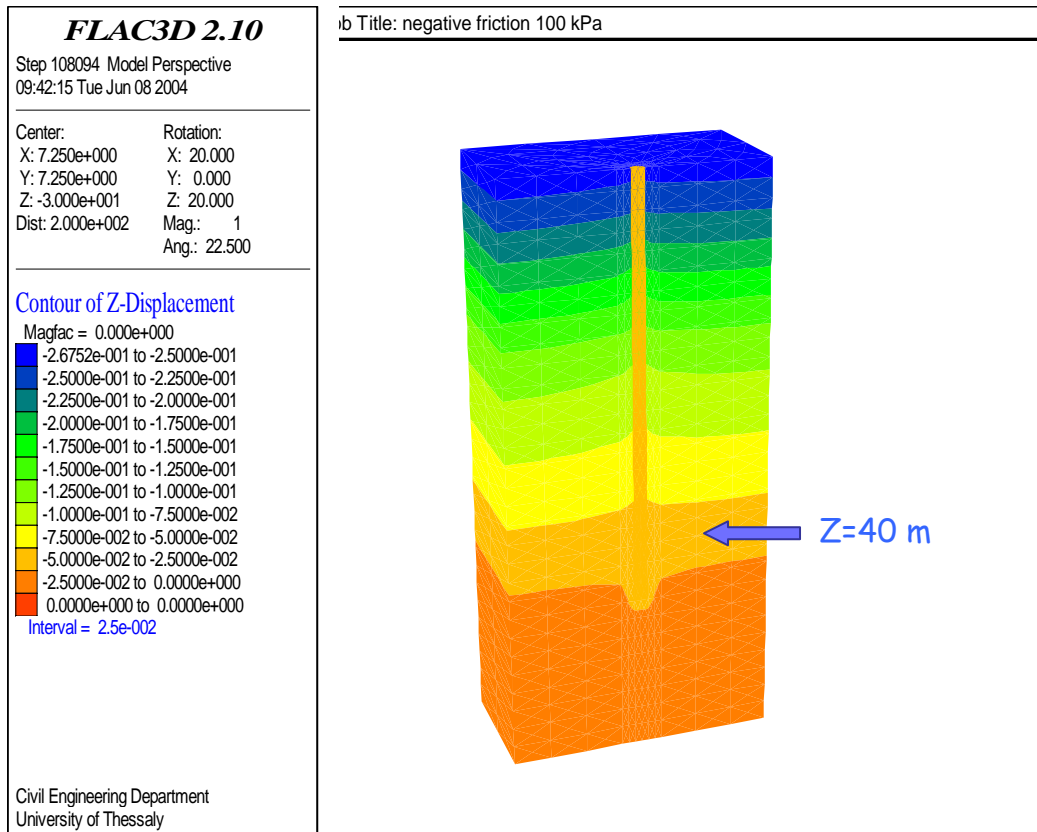 FLAC3D 2.10
Step 108094 Model Perspective
09:42:15 Tue Jun 08 2004
Center:
X: 7.250e+000
Y: 7.250e+000
Z: -3.000e+001
Dist: 2.000e+002
Rotation:
X: 20.000
Y: 0.000
Z: 20.000
Mag.: 1
Ang.: 22.500
Contour of Z-Displacement
Magfac = 0.000e+000
-2.6752e-001 to -2.5000e-001
-2.5000e-001 to -2.2500e-001
-2.2500e-001 to -2.0000e-001
-2.0000e-001 to -1.7500e-001
-1.7500e-001 to -1.5000e-001
-1.5000e-001 to -1.2500e-001
-1.2500e-001 to -1.0000e-001
-1.0000e-001 to -7.5000e-002
-7.5000e-002 to -5.0000e-002
-5.0000e-002 to -2.5000e-002
-2.5000e-002 to 0.0000e+000
0.0000e+000 to 0.0000e+000
Interval = 2.5e-002
Civil Engineering Department
University of Thessaly
ob Title: negative friction 100 kPa
Z=40 m